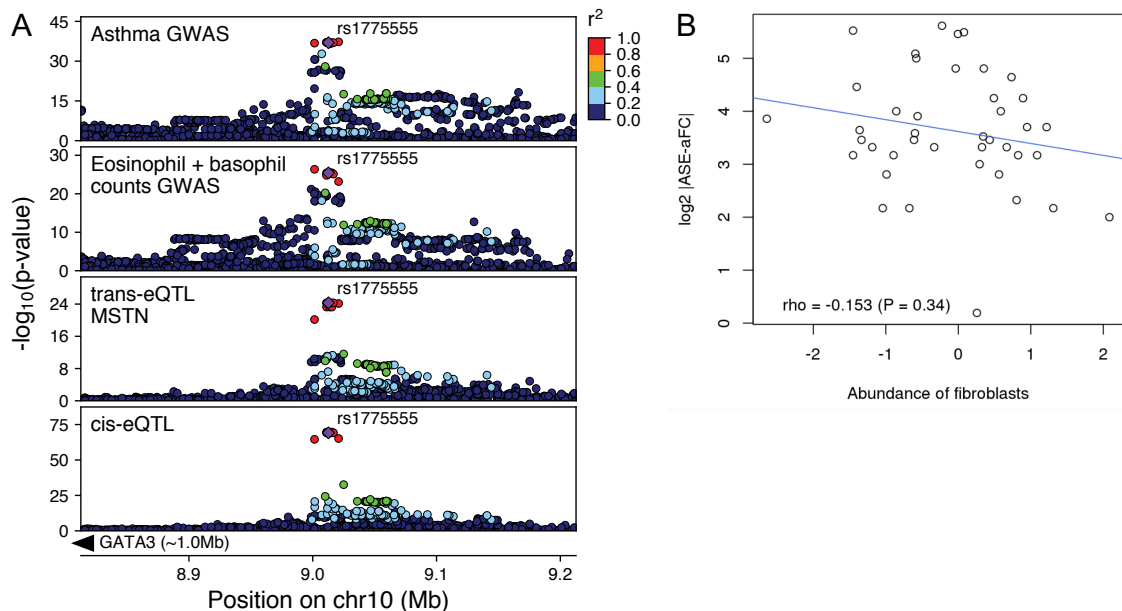 A
Asthma GWAS
rs1775555
45
30
15
0
r²
1.0
0.8
0.6
0.4
0.2
0.0
Eosinophil + basophil
counts GWAS
rs1775555
30
20
10
0
-log₁₀(p-value)
trans-eQTL
MSTN
rs1775555
24
16
8
0
cis-eQTL
rs1775555
75
50
25
0
GATA3 (~1.0Mb)
8.9 9.0 9.1 9.2
Position on chr10 (Mb)
B
log2 |ASE-aFC|
5
4
3
2
1
0
rho = -0.153 (P = 0.34)
-2 -1 0 1 2
Abundance of fibroblasts